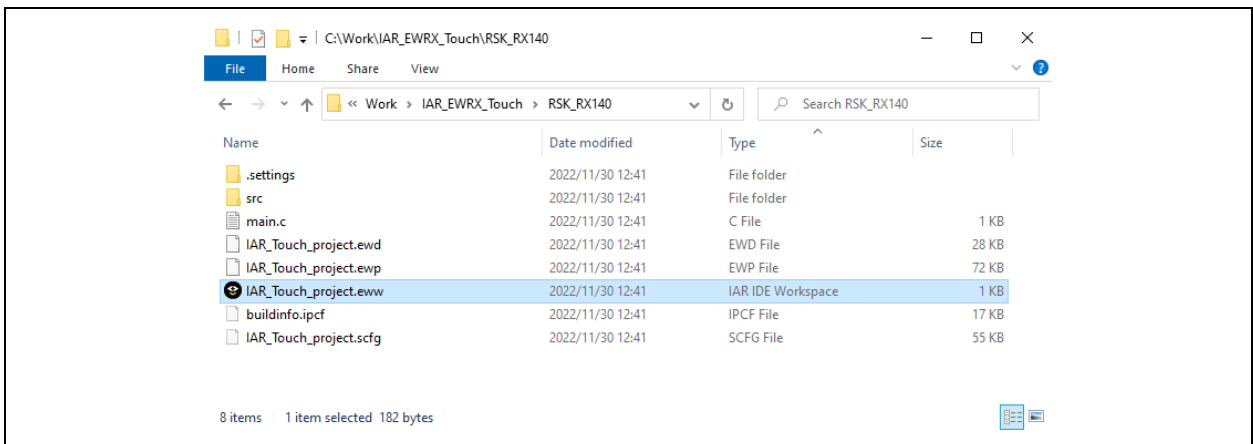 C:\Work\IAR_EWRX_Touch\RSK_RX140
File Home Share View
« Work › IAR_EWRX_Touch › RSK_RX140 Search RSK_RX140
Name Date modified Type Size
.settings 2022/11/30 12:41 File folder
src 2022/11/30 12:41 File folder
main.c 2022/11/30 12:41 C File 1 KB
IAR_Touch_project.ewd 2022/11/30 12:41 EWD File 28 KB
IAR_Touch_project.ewp 2022/11/30 12:41 EWP File 72 KB
IAR_Touch_project.eww 2022/11/30 12:41 IAR IDE Workspace 1 KB
buildinfo.ipcf 2022/11/30 12:41 IPCF File 17 KB
IAR_Touch_project.scfg 2022/11/30 12:41 SCFG File 55 KB
8 items 1 item selected 182 bytes